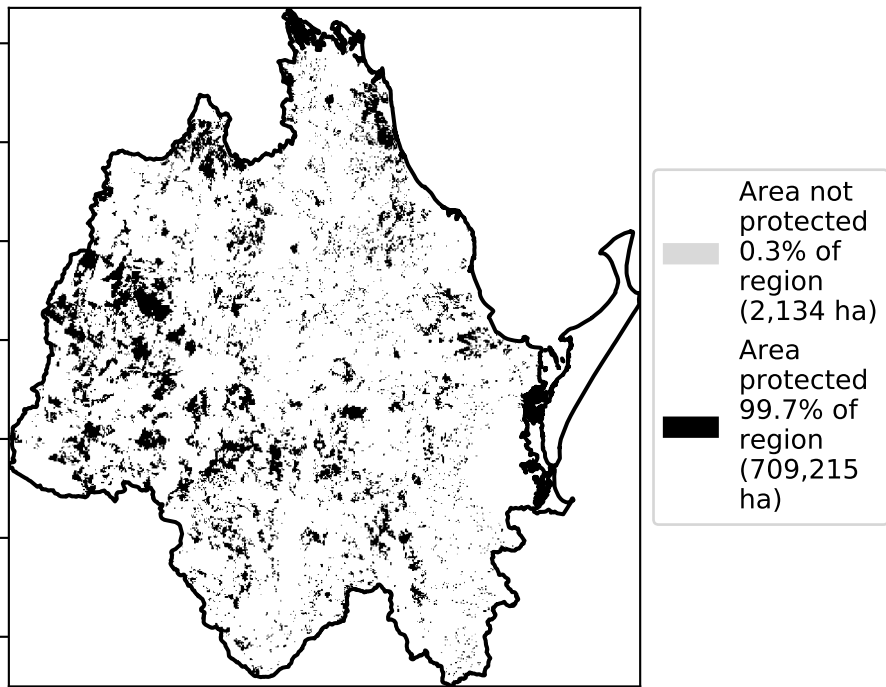 Area not
protected
0.3% of
region
(2,134 ha)
Area
protected
99.7% of
region
(709,215
ha)